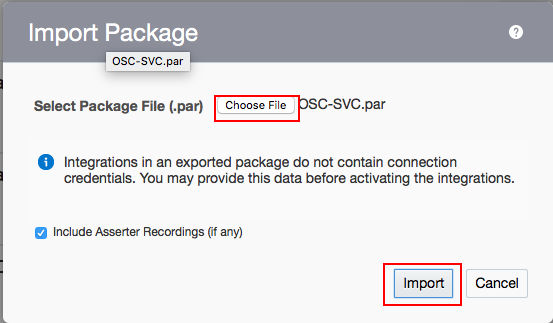 Import Package
?
OSC-SVC.par
Select Package File (.par) Choose File OSC-SVC.par
Integrations in an exported package do not contain connection
credentials. You may provide this data before activating the integrations.
Include Asserter Recordings (if any)
Import Cancel